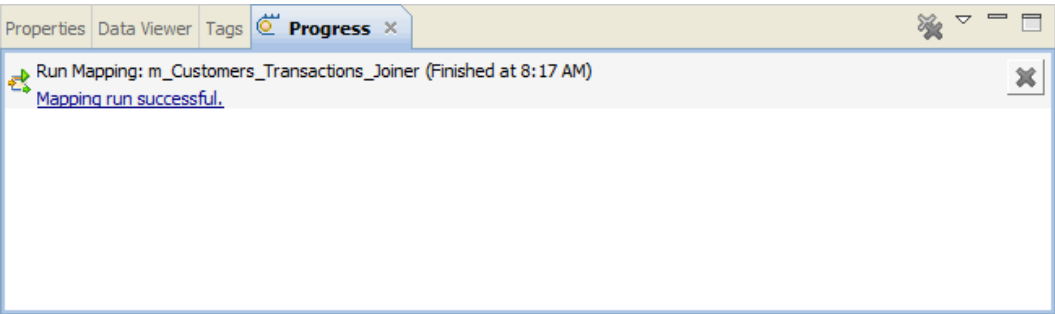 Properties Data Viewer Tags Progress
Run Mapping: m_Customers_Transactions_Joiner (Finished at 8:17 AM)
Mapping run successful.